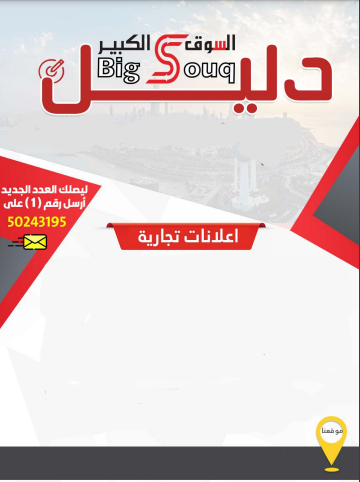 السوق الكبير
Big Souq
دليل
ليصلك العدد الجديد
أرسل رقم (1) على
50243195
اعلانات تجارية
موقعنا